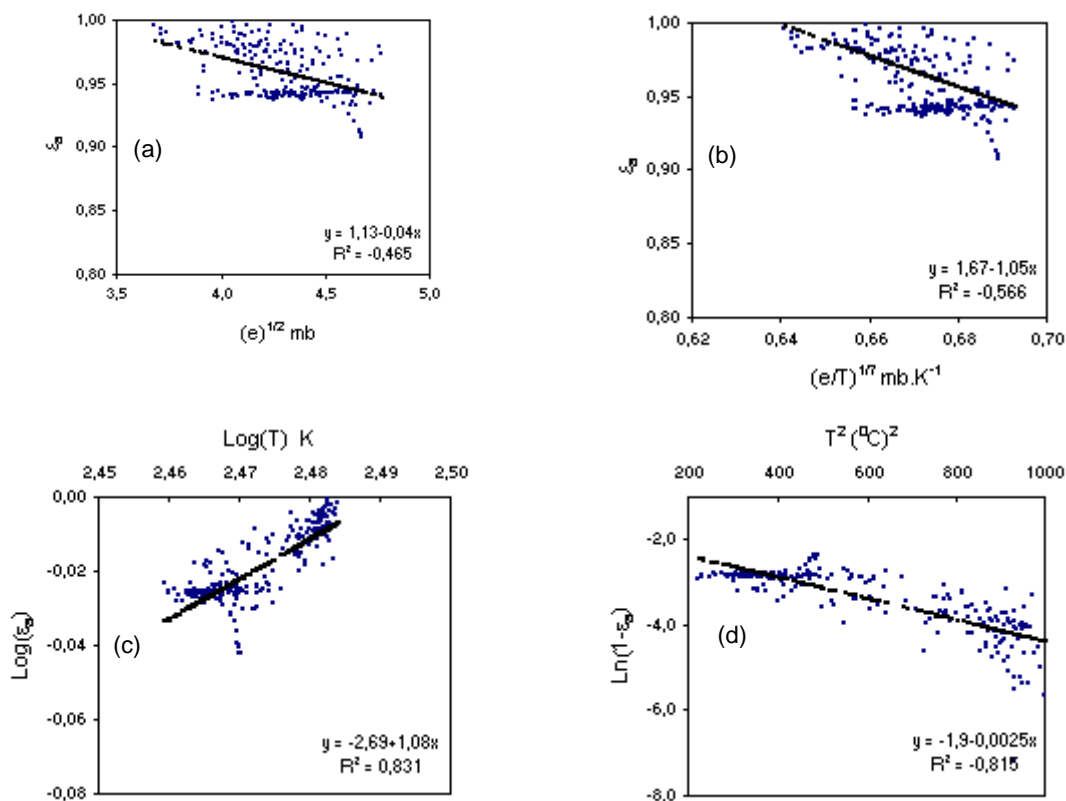 1,00
0,95
0,90
0,85
0,80
εa
(a)
y = 1,13-0,04x
R² = -0,465
3,5 4,0 4,5 5,0
(e)^1/2 mb
1,00
0,95
0,90
0,85
0,80
εa
(b)
y = 1,67-1,05x
R² = -0,566
0,62 0,64 0,66 0,68 0,70
(e/T)^1/7 mb.K⁻¹
Log(T) K
2,45 2,46 2,47 2,48 2,49 2,50
0,00
-0,02
-0,04
-0,06
-0,08
Log(εa)
(c)
y = -2,69+1,08x
R² = 0,831
T² (ºC)²
200 400 600 800 1000
-2,0
-4,0
-6,0
-8,0
Ln(1-εa)
(d)
y = -1,9-0,0025x
R² = -0,815